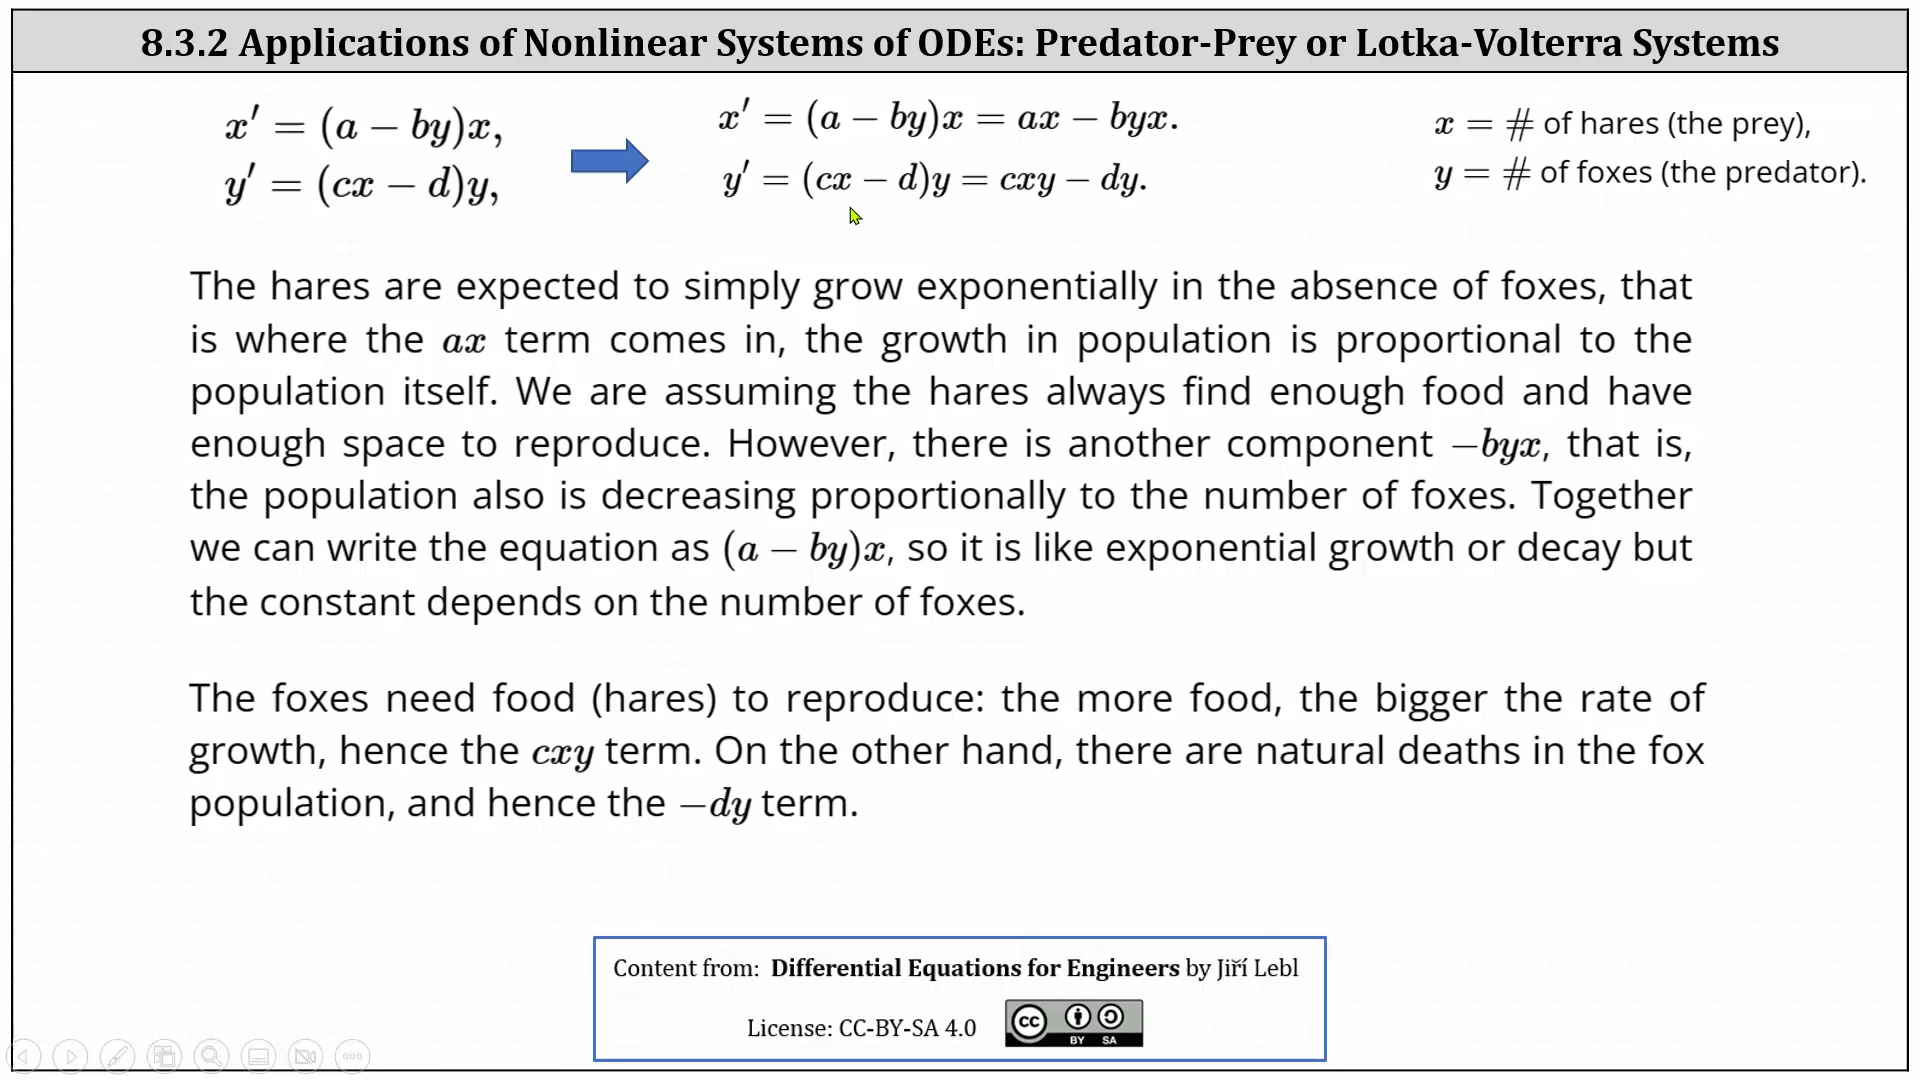 8.3.2 Applications of Nonlinear Systems of ODEs: Predator-Prey or Lotka-Volterra Systems
x′ = (a − by)x,
y′ = (cx − d)y,
x′ = (a − by)x = ax − byx.
y′ = (cx − d)y = cxy − dy.
x = # of hares (the prey),
y = # of foxes (the predator).
The hares are expected to simply grow exponentially in the absence of foxes, that
is where the ax term comes in, the growth in population is proportional to the
population itself. We are assuming the hares always find enough food and have
enough space to reproduce. However, there is another component −byx, that is,
the population also is decreasing proportionally to the number of foxes. Together
we can write the equation as (a − by)x, so it is like exponential growth or decay but
the constant depends on the number of foxes.
The foxes need food (hares) to reproduce: the more food, the bigger the rate of
growth, hence the cxy term. On the other hand, there are natural deaths in the fox
population, and hence the −dy term.
Content from: Differential Equations for Engineers by Jiří Lebl
License: CC-BY-SA 4.0
cc
BY SA